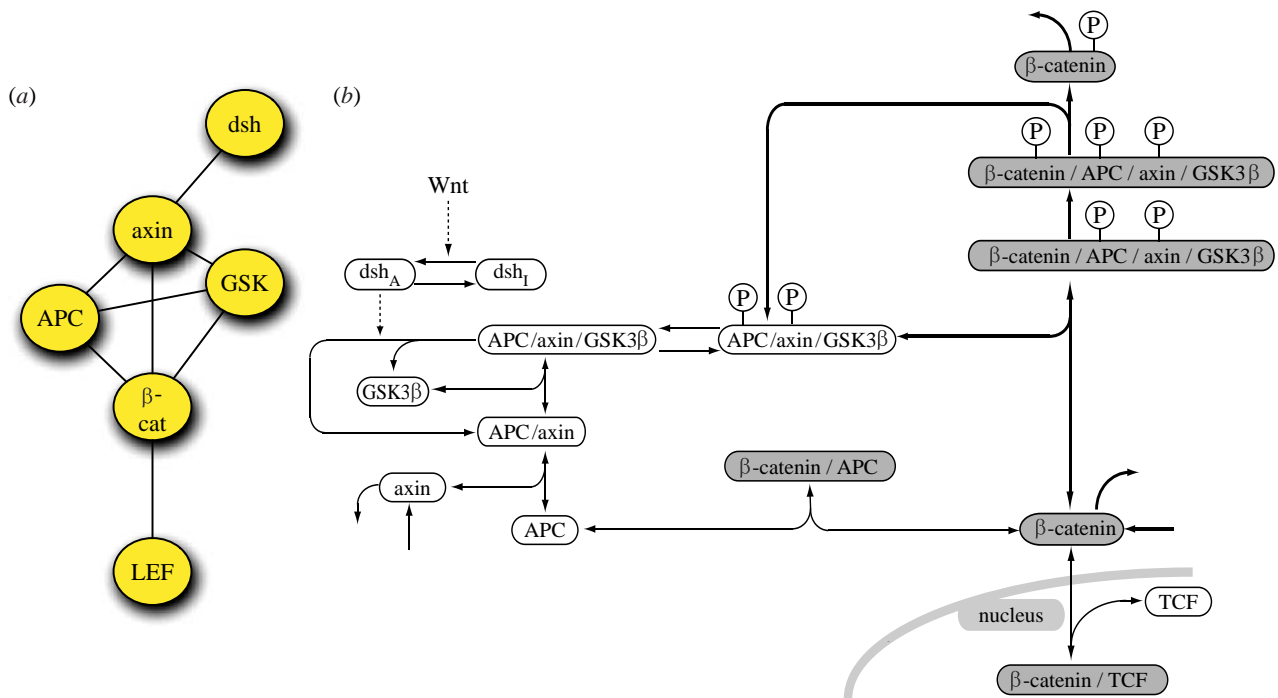 (a)
dsh
axin
GSK
APC
β-
cat
LEF
(b)
P
β-catenin
P
P
P
β-catenin / APC / axin / GSK3β
P
P
β-catenin / APC / axin / GSK3β
Wnt
dshA
dshI
P
P
APC/axin/GSK3β
APC/axin/GSK3β
GSK3β
APC/axin
β-catenin / APC
axin
APC
β-catenin
nucleus
TCF
β-catenin / TCF